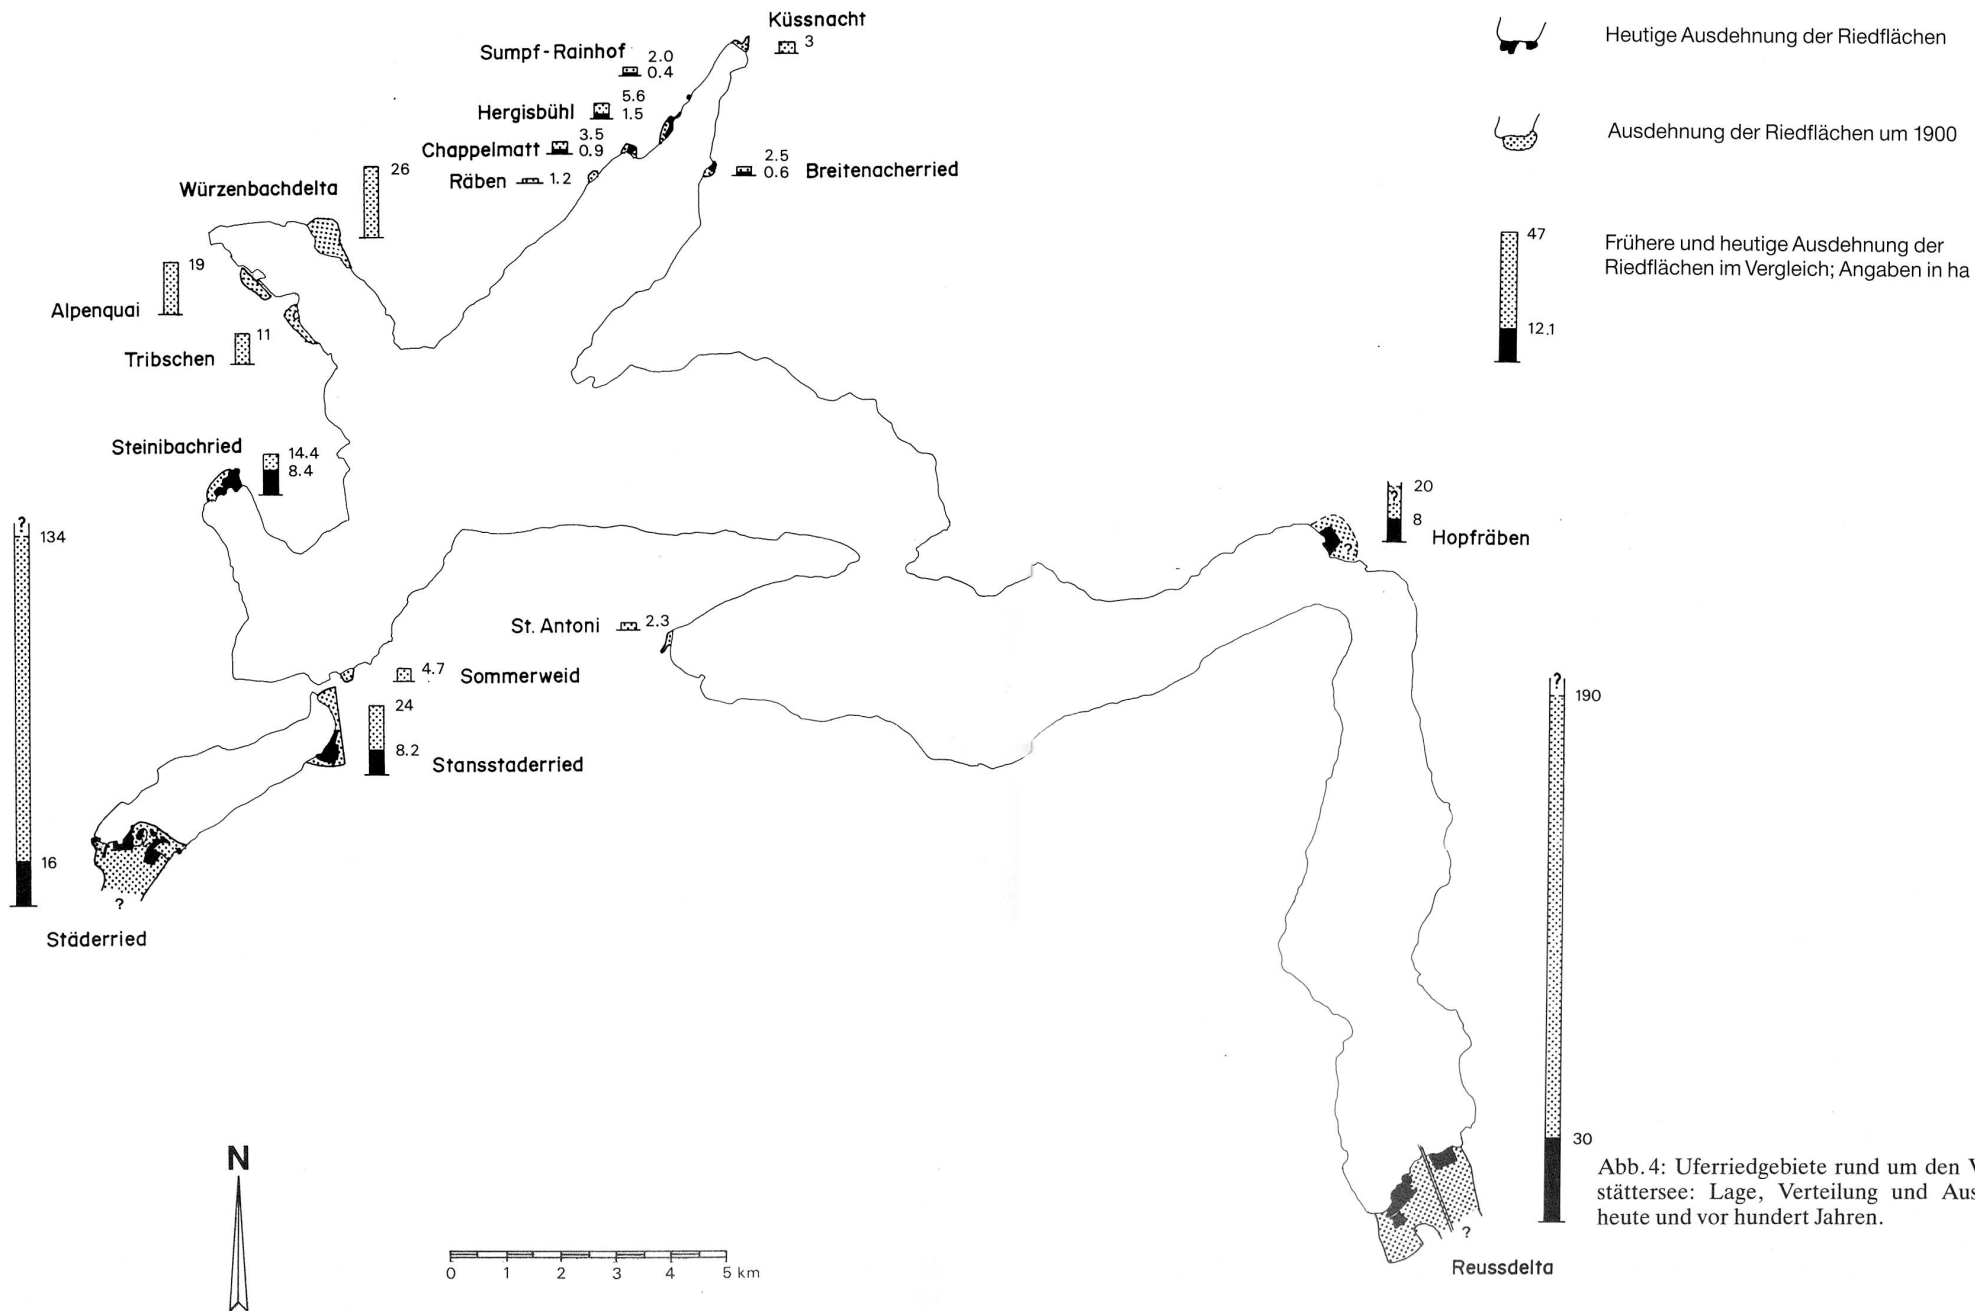 Küssnacht
3
Sumpf-Rainhof
2.0
0.4
Hergisbühl
5.6
1.5
Chappelmatt
3.5
0.9
Räben
1.2
2.5
0.6
Breitenacherried
Würzenbachdelta
26
Alpenquai
19
Tribschen
11
Steinibachried
14.4
8.4
?
134
16
?
Städerried
St. Antoni
2.3
4.7
Sommerweid
24
8.2
Stansstaderried
?
20
?
8
Hopfräben
?
190
30
?
Reussdelta
N
0 1 2 3 4 5 km
Heutige Ausdehnung der Riedflächen
Ausdehnung der Riedflächen um 1900
47
12.1
Frühere und heutige Ausdehnung der
Riedflächen im Vergleich; Angaben in ha
Abb. 4: Uferriedgebiete rund um den
stättersee: Lage, Verteilung und
heute und vor hundert Jahren.